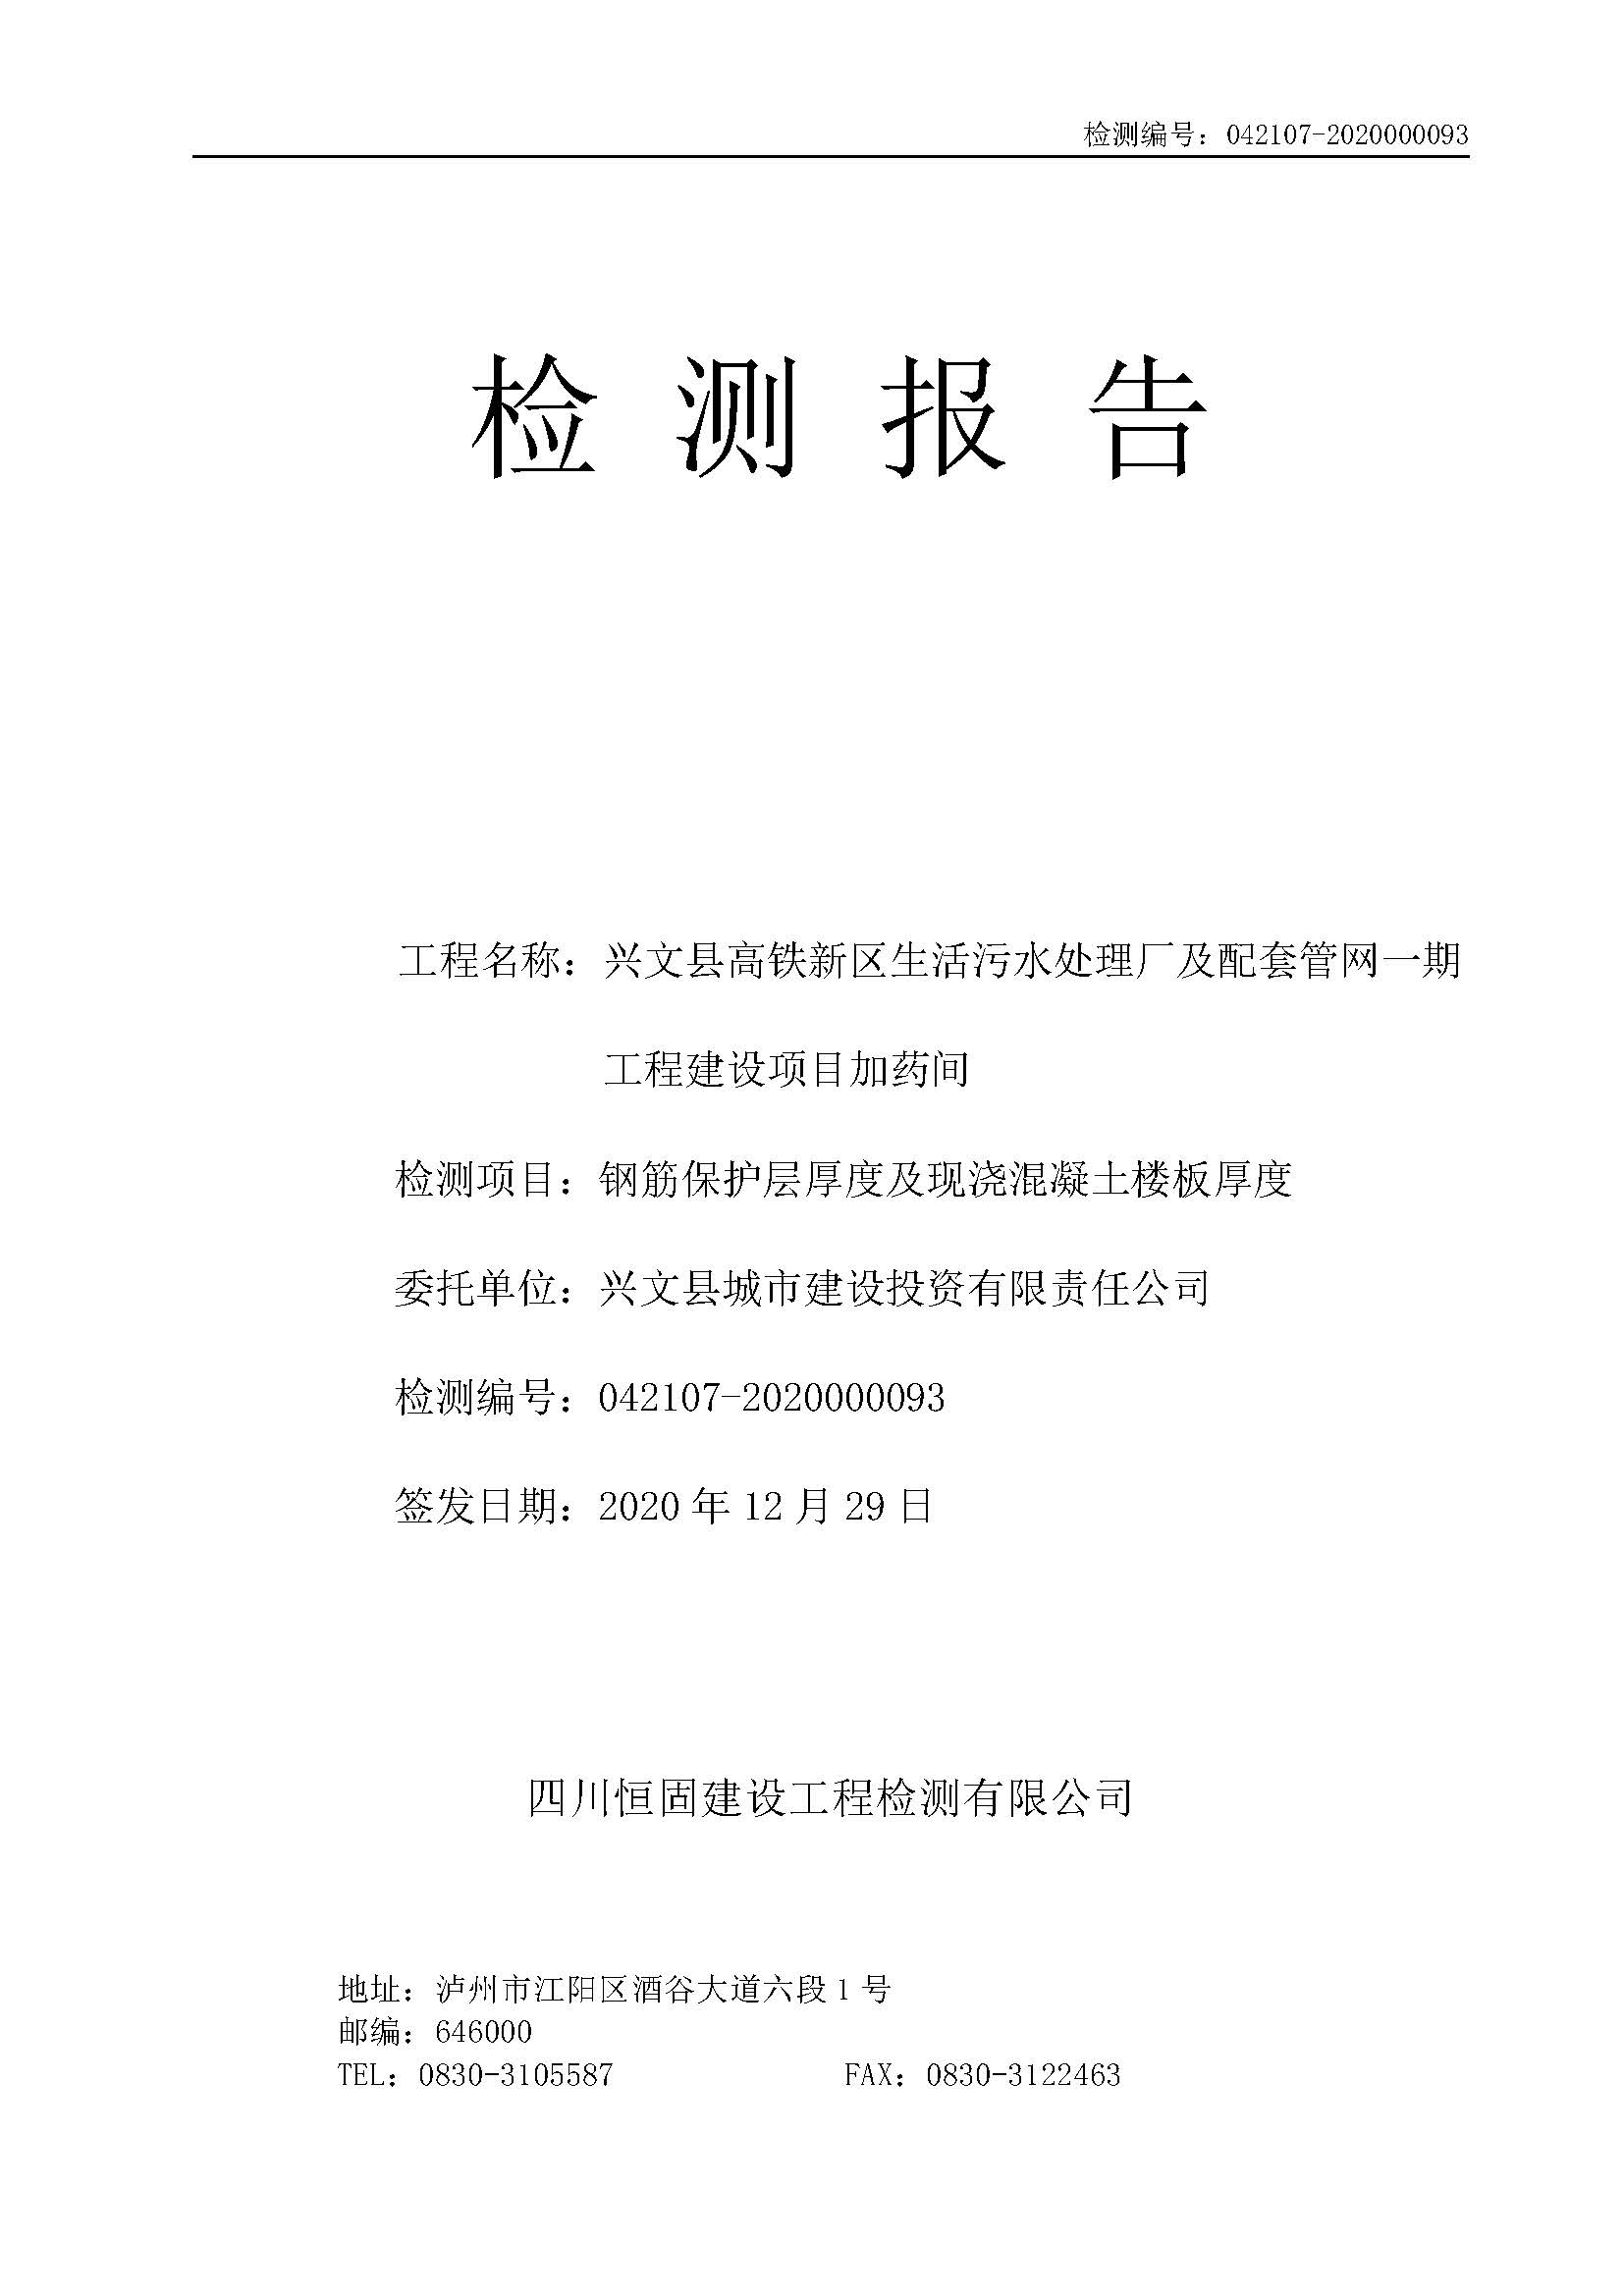 检测编号：042107-2020000093
检测报告
工程名称：兴文县高铁新区生活污水处理厂及配套管网一期
工程建设项目加药间
检测项目：钢筋保护层厚度及现浇混凝土楼板厚度
委托单位：兴文县城市建设投资有限责任公司
检测编号：042107-2020000093
签发日期：2020 年 12 月 29 日
四川恒固建设工程检测有限公司
地址：泸州市江阳区酒谷大道六段 1 号
邮编：646000
TEL：0830-3105587 FAX：0830-3122463